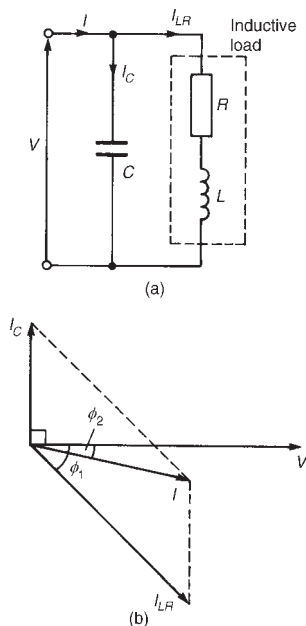 I I_LR Inductive load
I_C
R
V
C L
(a)
I_C
ϕ_2
V
ϕ_1
I
I_LR
(b)